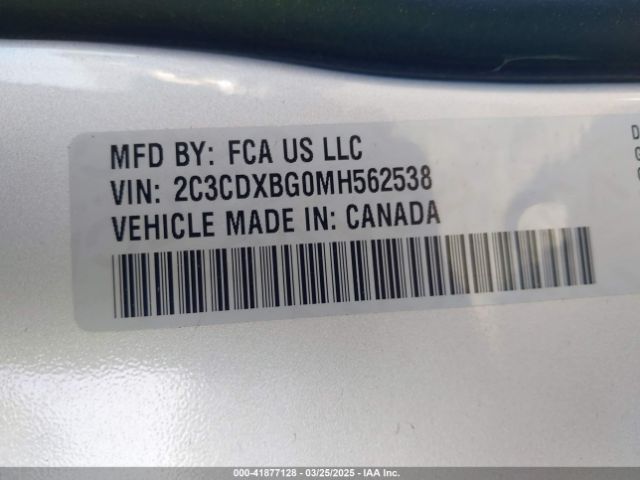 MFD BY: FCA US LLC
VIN: 2C3CDXBG0MH562538
VEHICLE MADE IN: CANADA
D
G
000-41877128 - 03/25/2025 - IAA Inc.